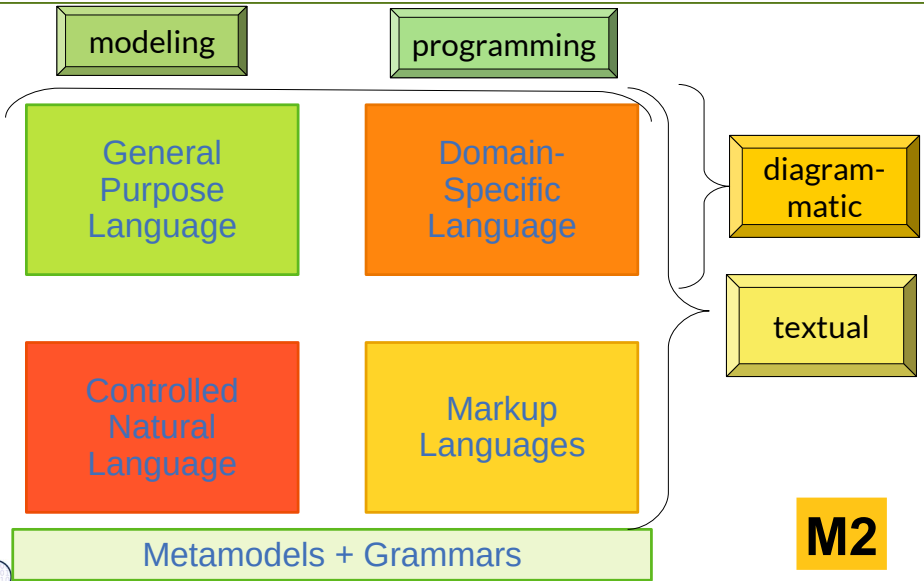 modeling
programming
General
Purpose
Language
Domain-
Specific
Language
diagram-
matic
textual
Controlled
Natural
Language
Markup
Languages
M2
Metamodels + Grammars